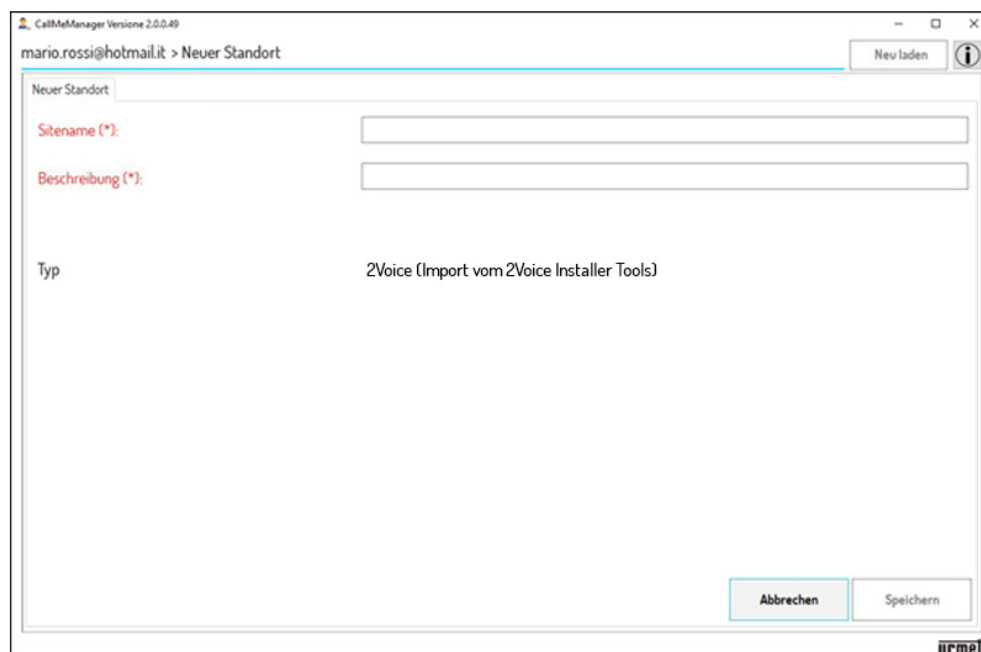 CallMeManager Versione 2.0.0.49
mario.rossi@hotmail.it > Neuer Standort
Neu laden
Neuer Standort
Sitename (*):
Beschreibung (*):
Typ 2Voice (Import vom 2Voice Installer Tools)
Abbrechen Speichern
urmet